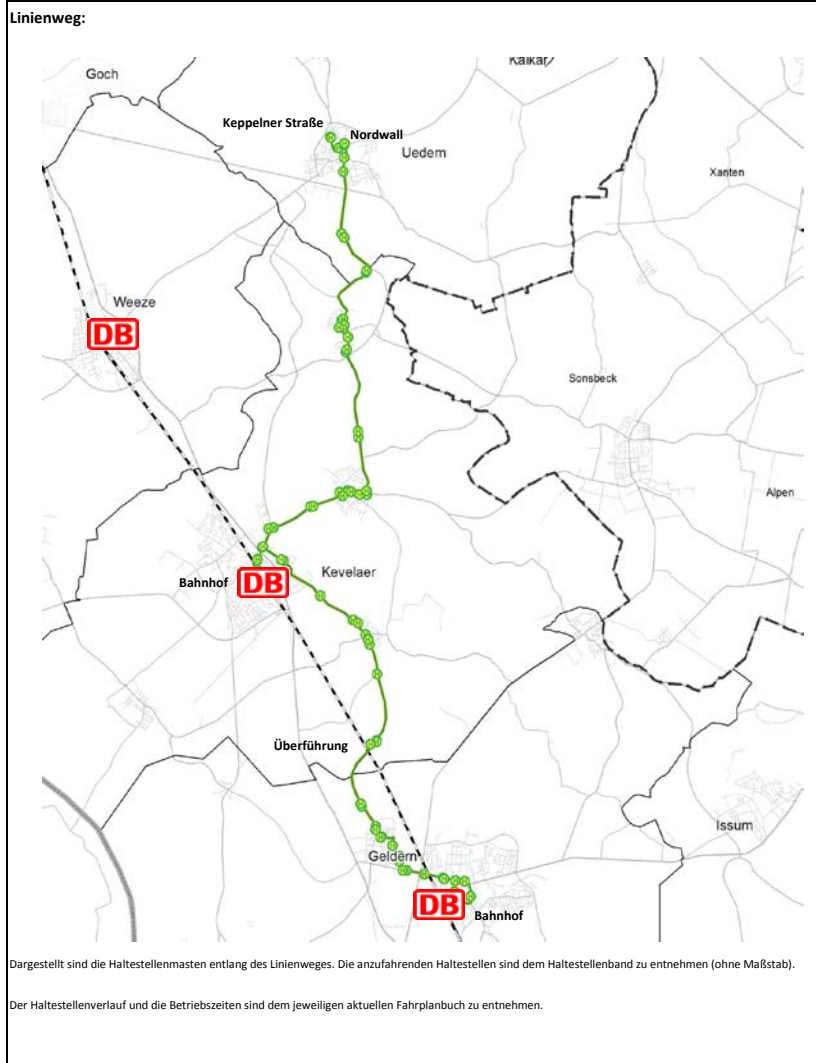 Linienweg:
Goch
Kalkar
Keppelner Straße
Nordwall
Uedem
Xanten
Weeze
DB
Sonsbeck
Alpen
Kevelaer
Bahnhof
DB
Überführung
Issum
Geldern
DB
Bahnhof
Dargestellt sind die Haltestellenmasten entlang des Linienweges. Die anzufahrenden Haltestellen sind dem Haltestellenband zu entnehmen (ohne Maßstab).
Der Haltestellenverlauf und die Betriebszeiten sind dem jeweiligen aktuellen Fahrplanbuch zu entnehmen.